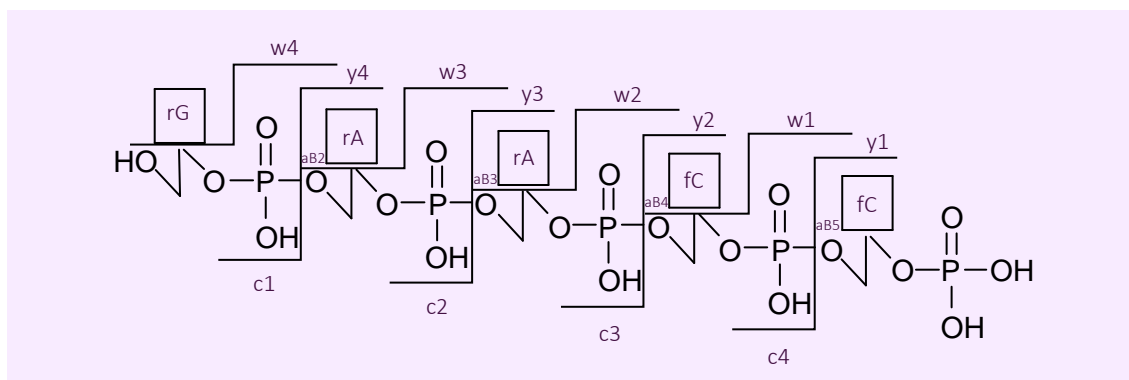 w4
y4
w3
y3
w2
y2
w1
y1
rG
rA
rA
fC
fC
aB2
aB3
aB4
aB5
HO
O
O
P
O
OH
O
O
P
O
OH
O
O
P
O
OH
O
O
P
O
OH
O
O
P
OH
OH
c1
c2
c3
c4